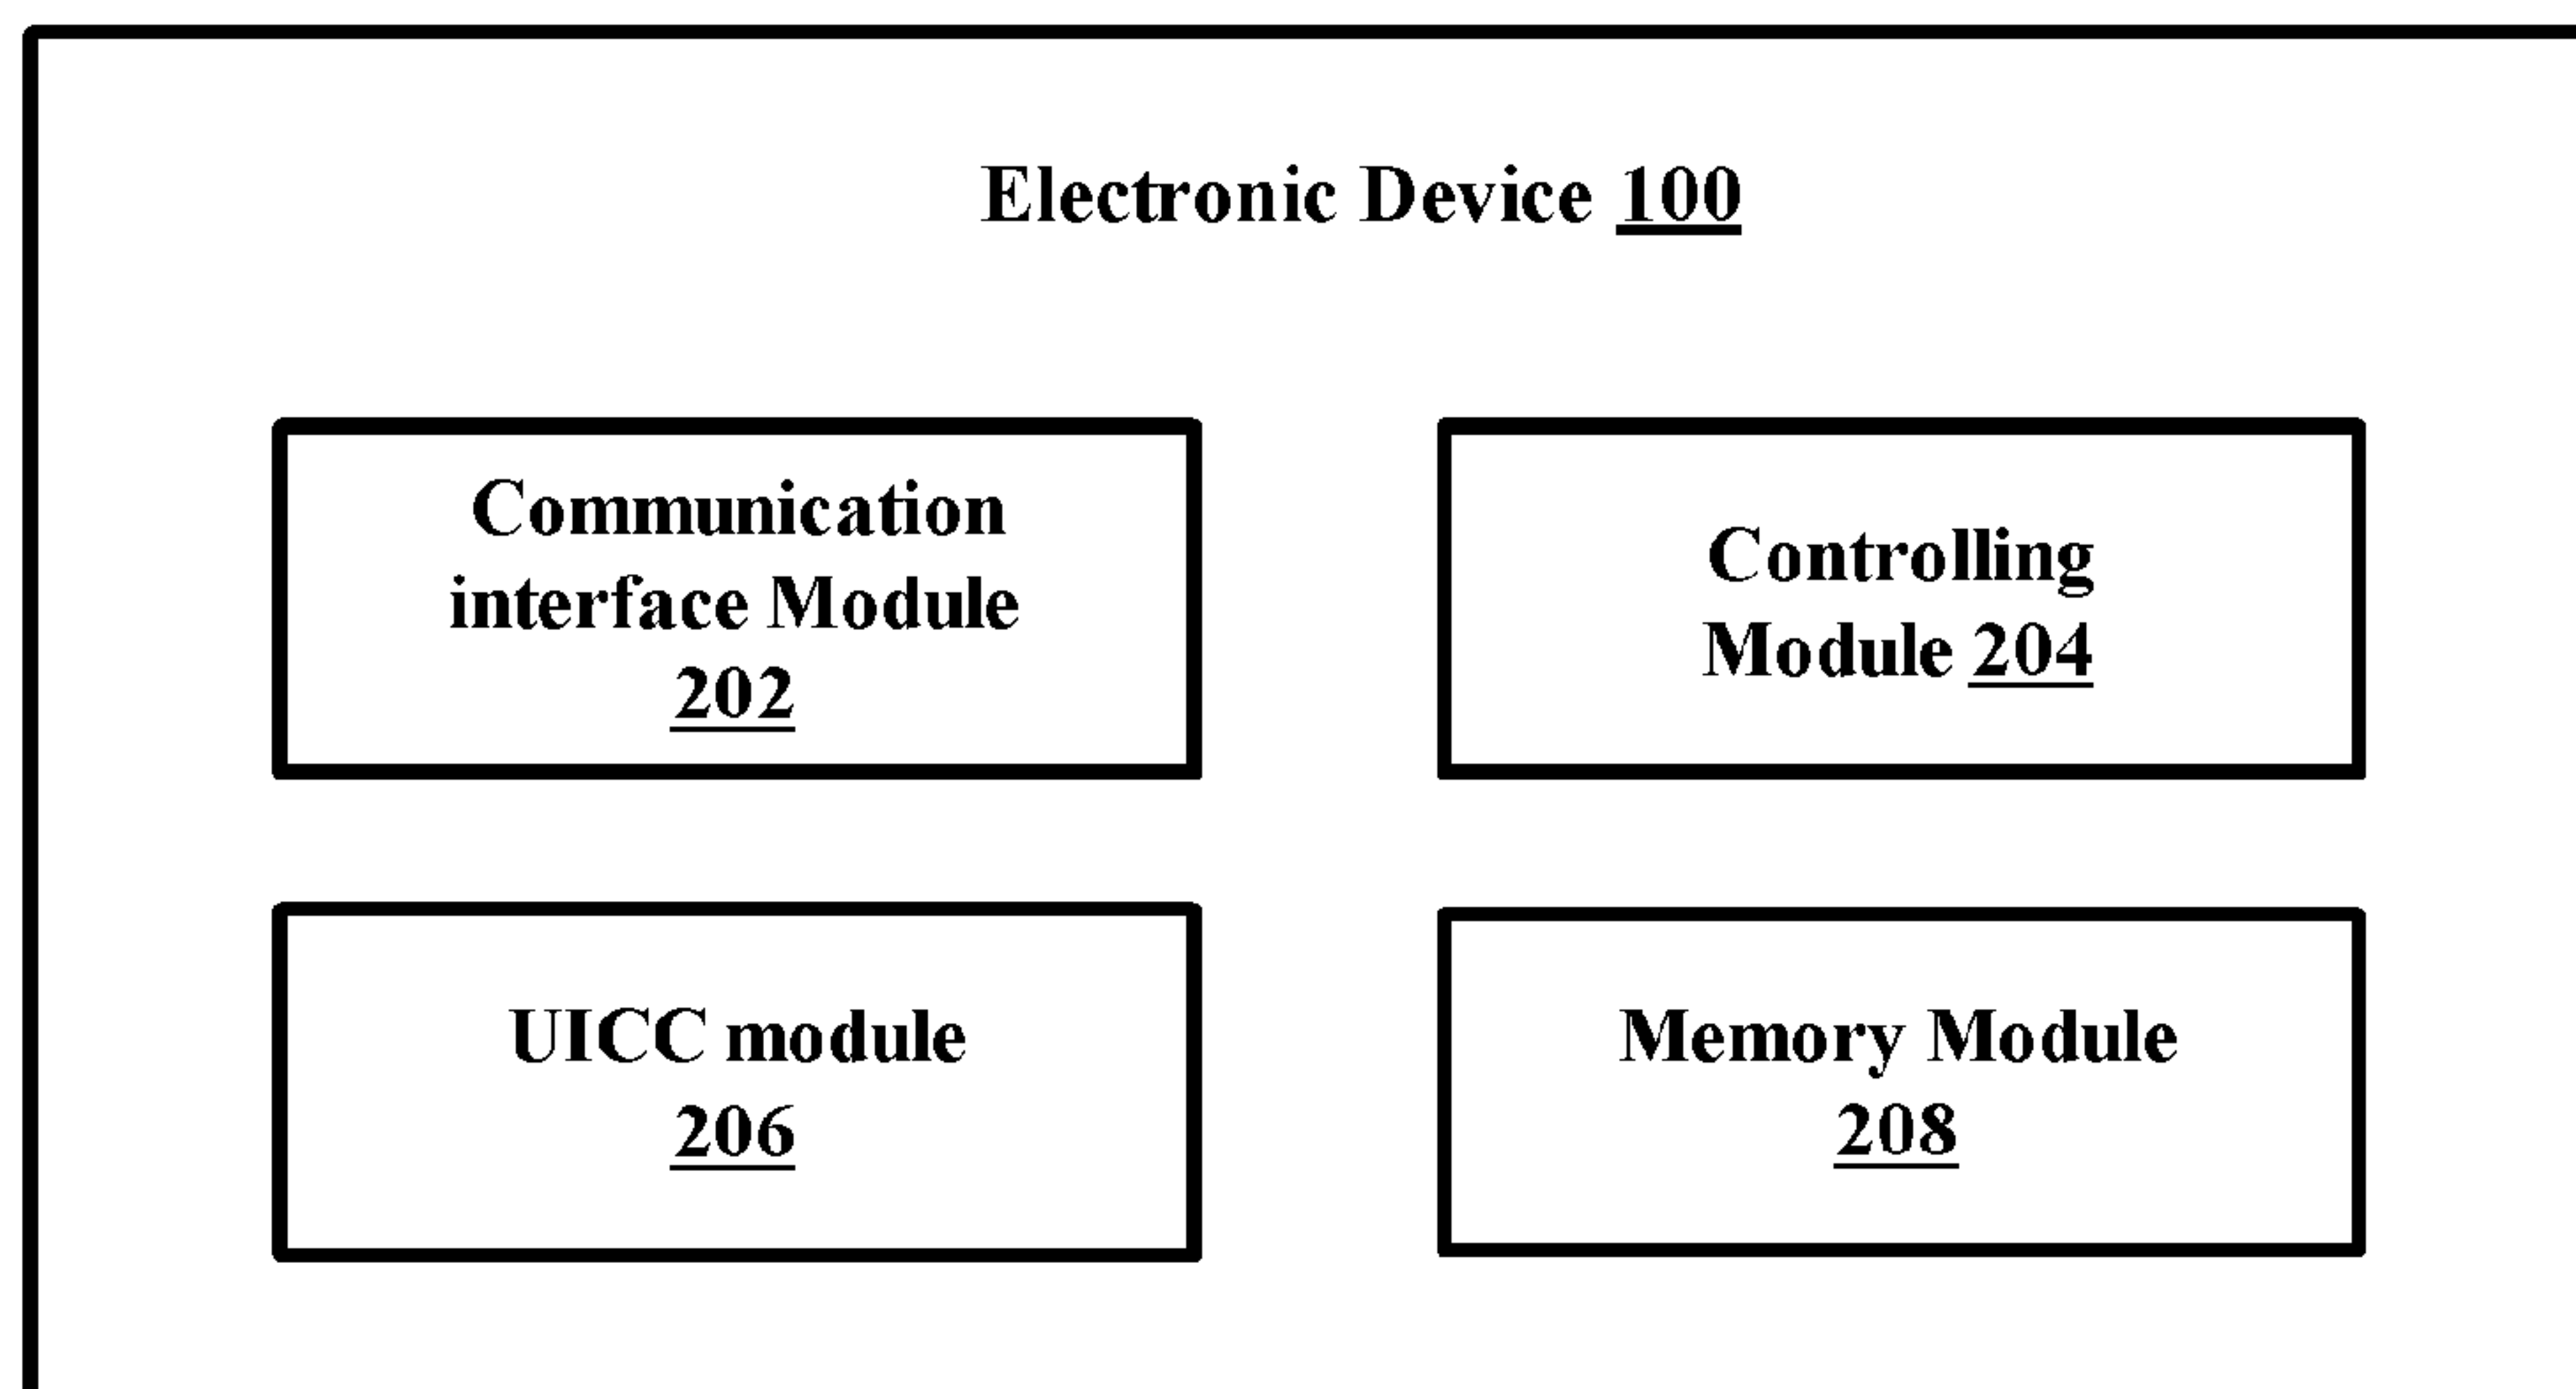 Electronic Device 100
Communication
interface Module
202
Controlling
Module 204
UICC module
206
Memory Module
208